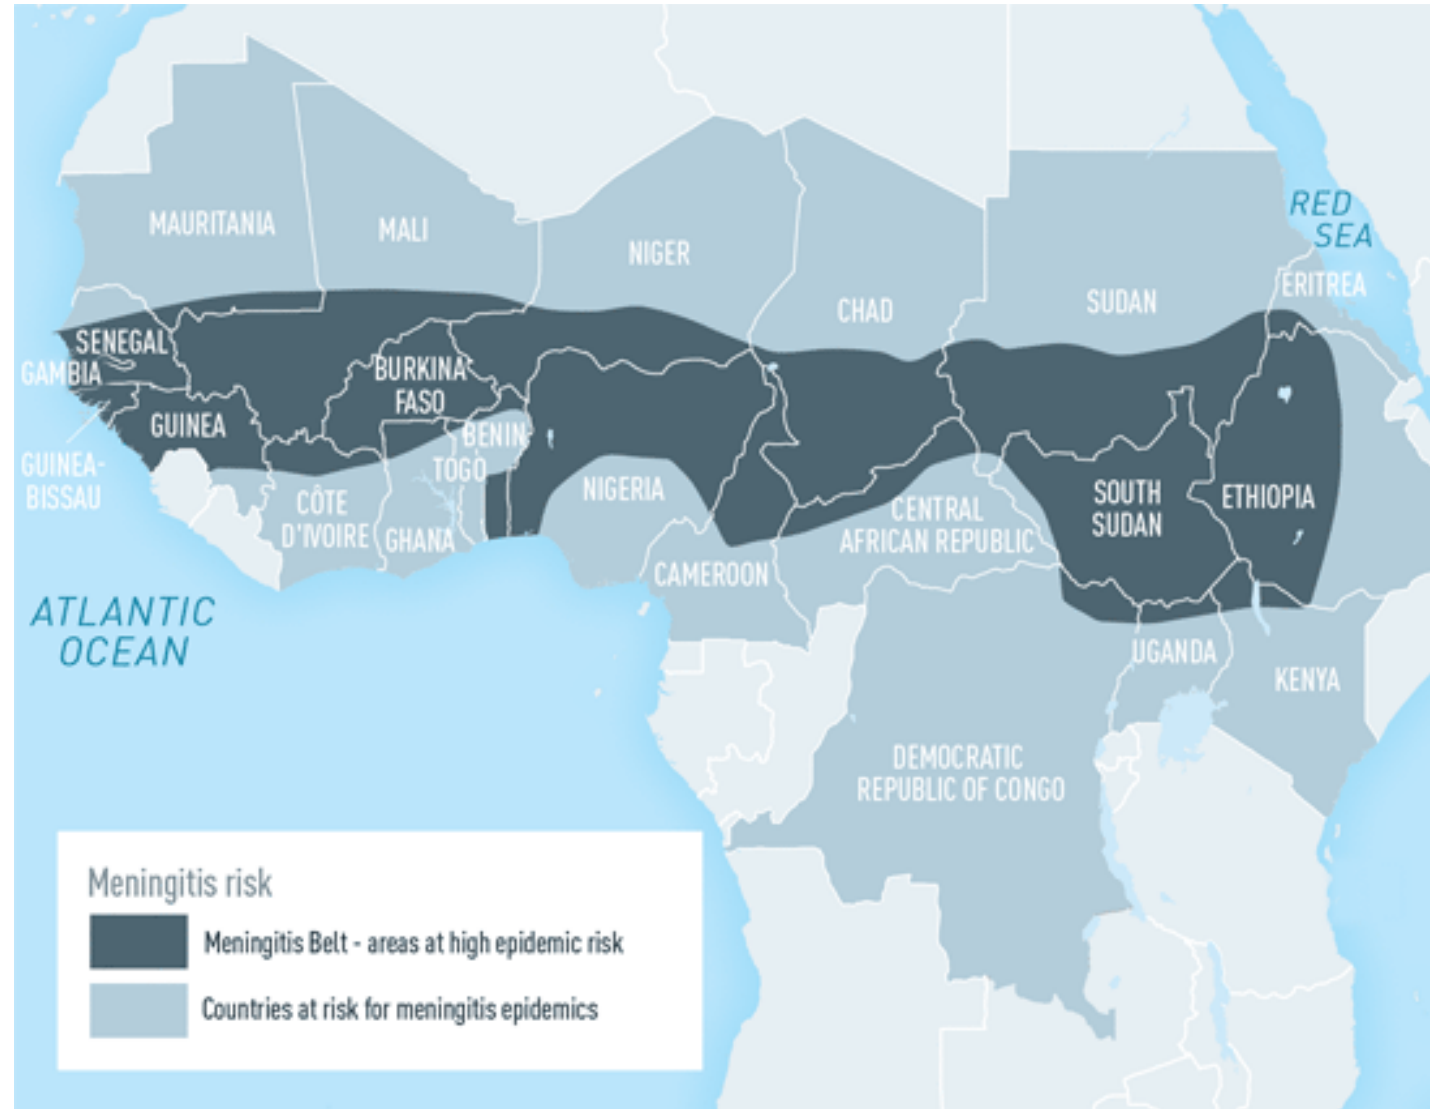 MAURITANIA
MALI
NIGER
CHAD
SUDAN
RED
SEA
ERITREA
SENEGAL
GAMBIA
BURKINA
FASO
GUINEA
GUINEA-
BISSAU
BENIN
TOGO
CÔTE
D'IVOIRE
GHANA
NIGERIA
CAMEROON
CENTRAL
AFRICAN REPUBLIC
SOUTH
SUDAN
ETHIOPIA
ATLANTIC
OCEAN
UGANDA
KENYA
DEMOCRATIC
REPUBLIC OF CONGO
Meningitis risk
Meningitis Belt - areas at high epidemic risk
Countries at risk for meningitis epidemics